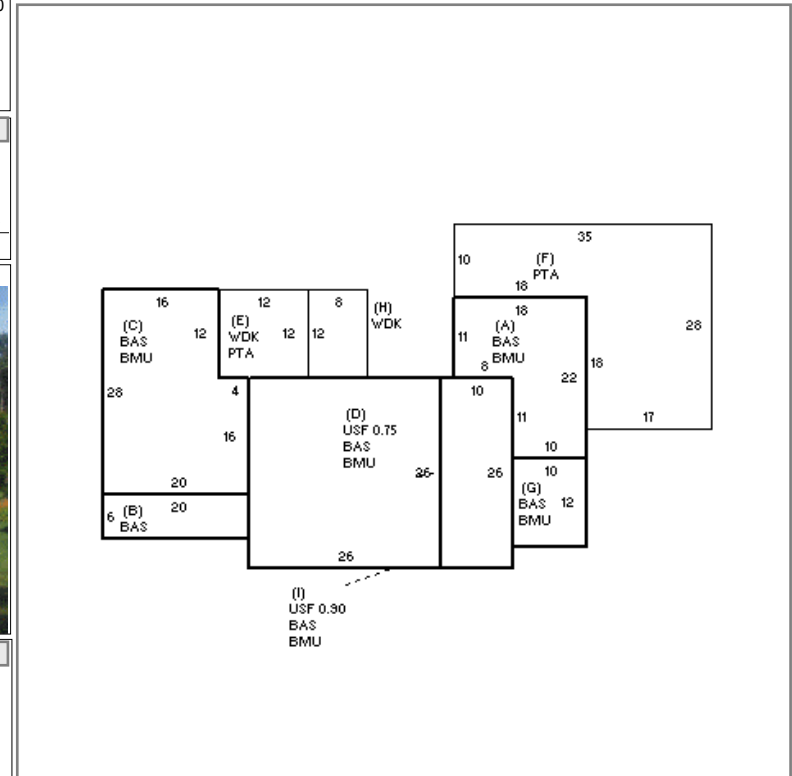 35
10
(F)
PTA
18
16
12
8
(H)
WDK
18
28
(C)
BAS
BMU
12
(E)
WDK
PTA
12
12
11
(A)
BAS
BMU
8
18
22
28
4
10
17
16
(D)
USF 0.75
BAS
BMU
11
10
26
26
10
20
(G)
BAS
BMU
12
6
(B)
BAS
20
26
(I)
USF 0.90
BAS
BMU